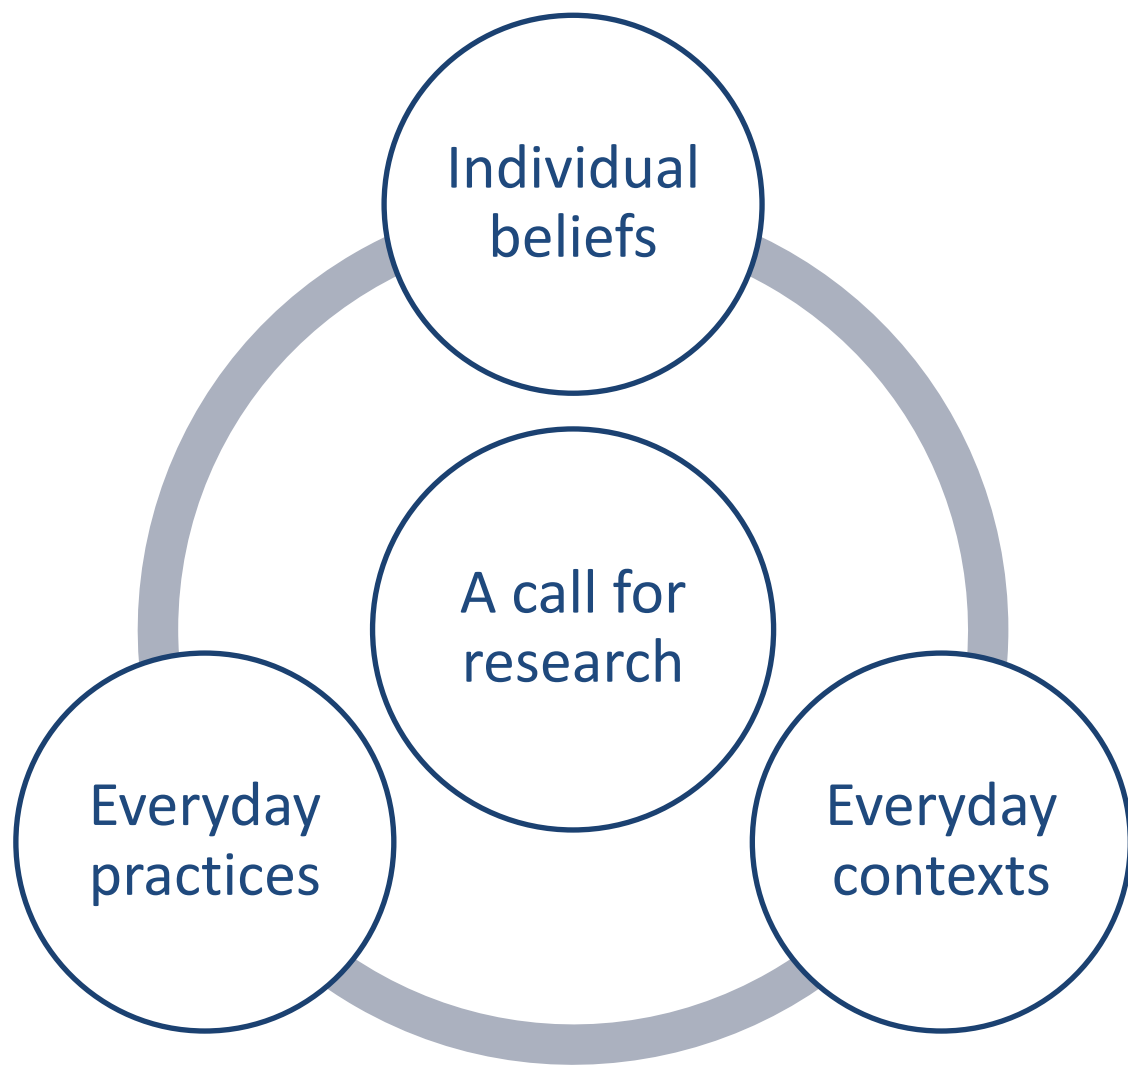 Individual
beliefs
A call for
research
Everyday
practices
Everyday
contexts